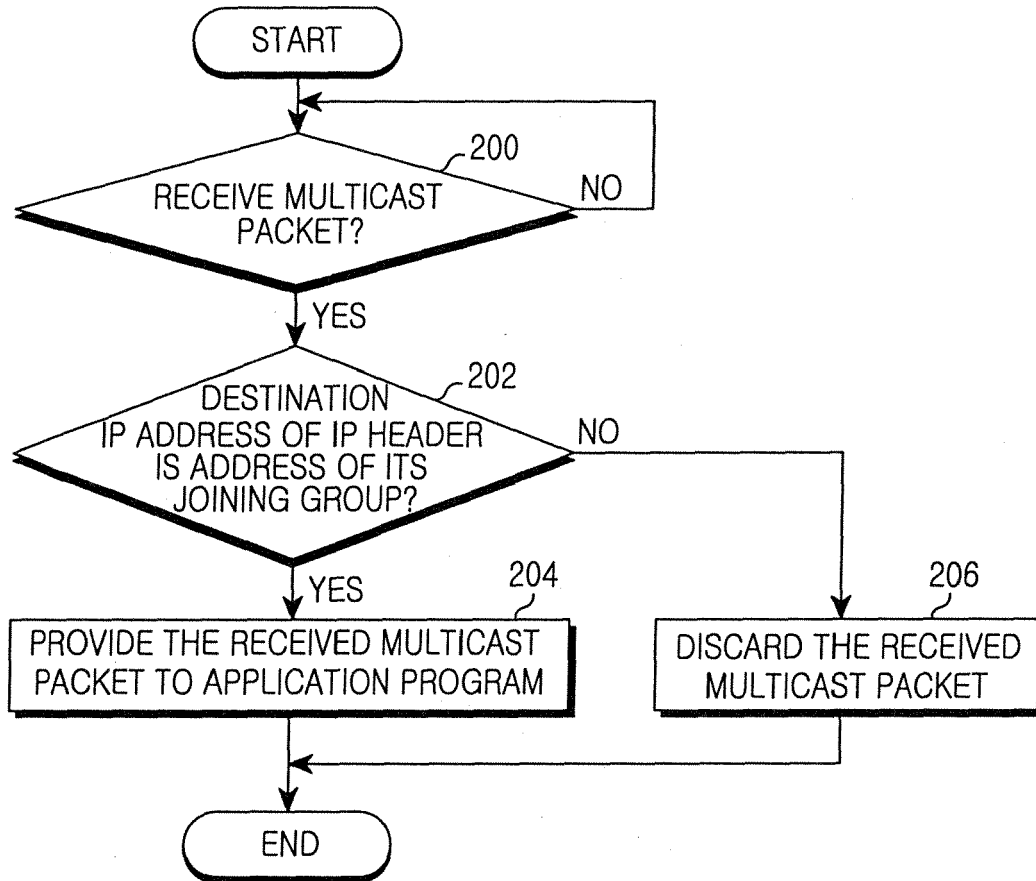 START
200
RECEIVE MULTICAST
PACKET?
NO
YES
202
DESTINATION
IP ADDRESS OF IP HEADER
IS ADDRESS OF ITS
JOINING GROUP?
NO
YES
204
PROVIDE THE RECEIVED MULTICAST
PACKET TO APPLICATION PROGRAM
206
DISCARD THE RECEIVED
MULTICAST PACKET
END